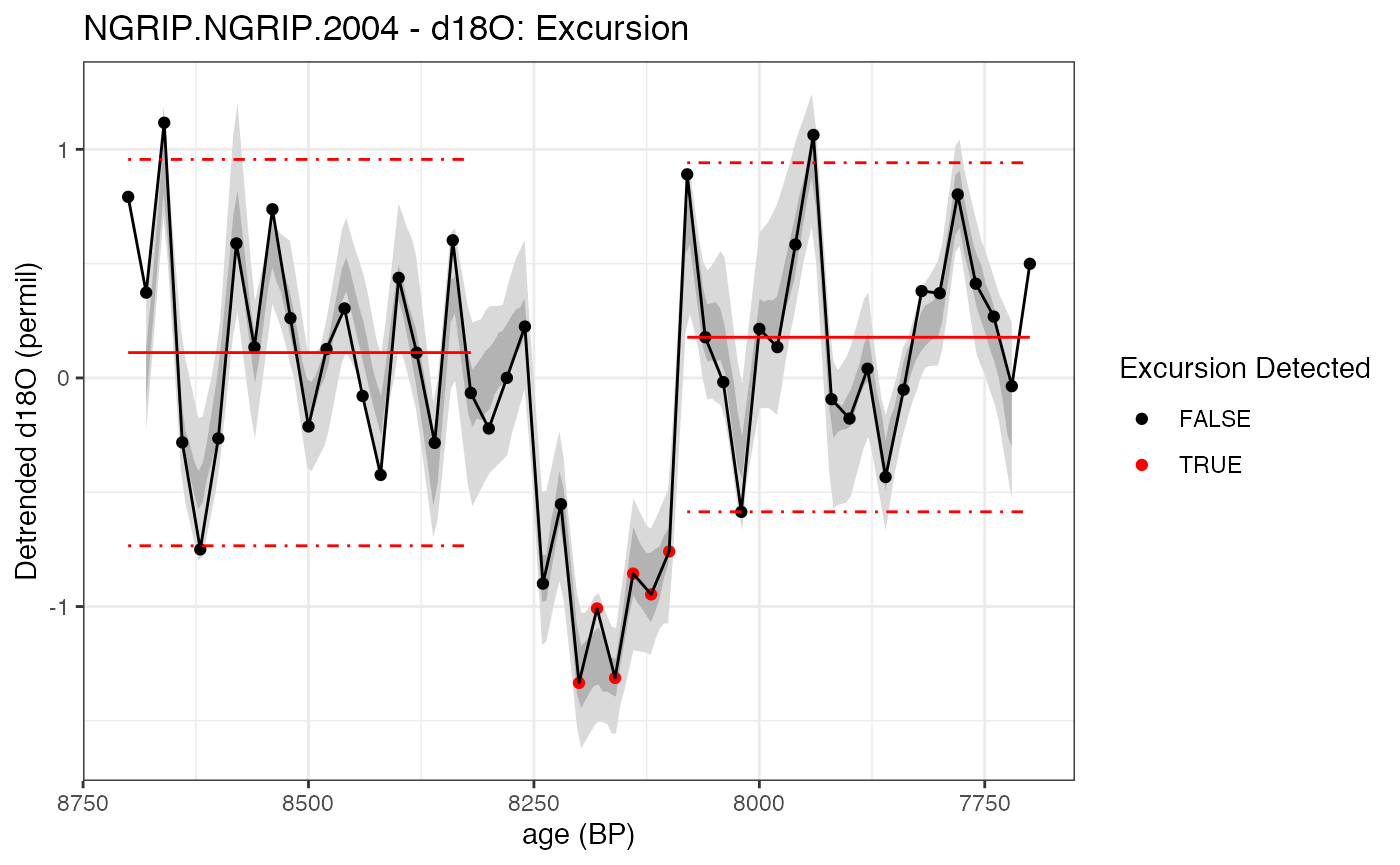 NGRIP.NGRIP.2004 - d18O: Excursion
Detrended d18O (permil)
1
0
-1
8750
8500
8250
8000
7750
age (BP)
Excursion Detected
FALSE
TRUE